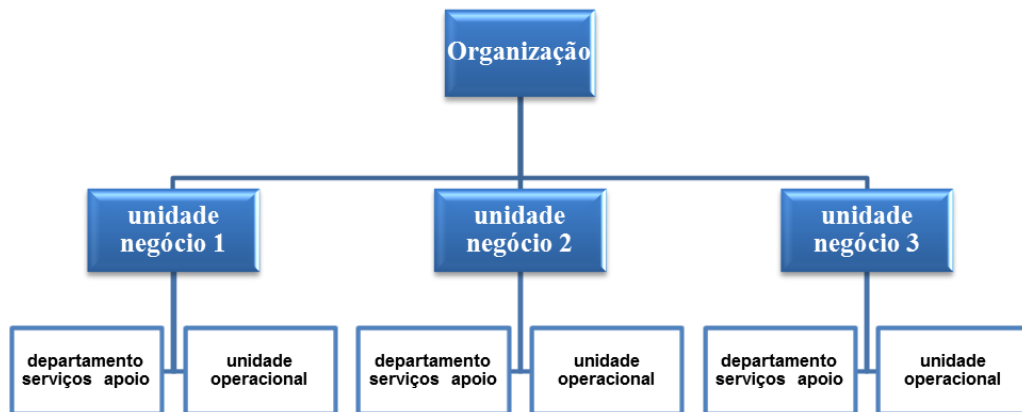 Organização
unidade
negócio 1
unidade
negócio 2
unidade
negócio 3
departamento
serviços apoio
unidade
operacional
departamento
serviços apoio
unidade
operacional
departamento
serviços apoio
unidade
operacional